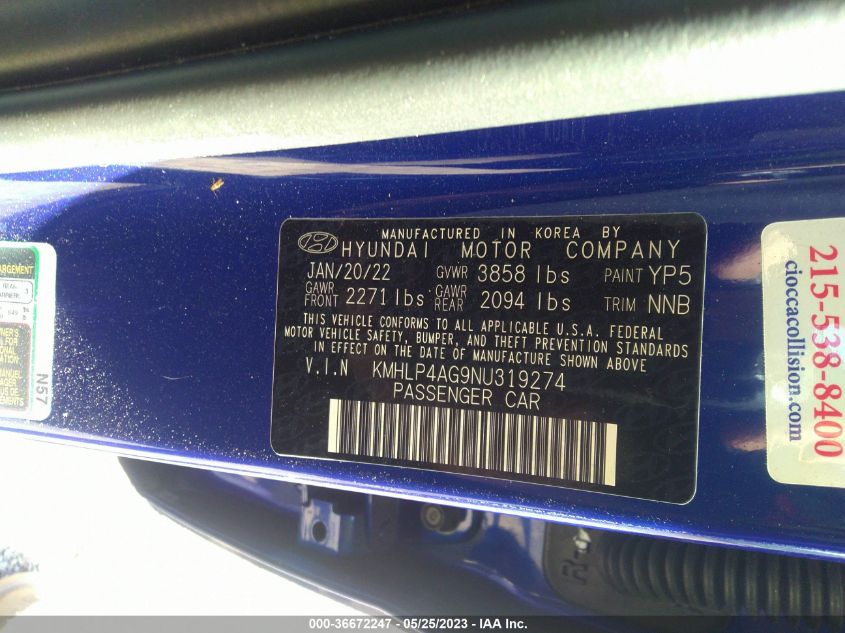 MANUFACTURED IN KOREA BY
HYUNDAI MOTOR COMPANY
JAN/20/22 GVWR 3858 lbs PAINT YP5
GAWR FRONT 2271 lbs GAWR REAR 2094 lbs TRIM NNB
THIS VEHICLE CONFORMS TO ALL APPLICABLE U.S.A. FEDERAL
MOTOR VEHICLE SAFETY, BUMPER, AND THEFT PREVENTION STANDARDS
IN EFFECT ON THE DATE OF MANUFACTURE SHOWN ABOVE
V.I.N KMHLP4AG9NU319274
PASSENGER CAR
215-538-8400
cioccacollision.com
N57
000-36672247 - 05/25/2023 - IAA Inc.